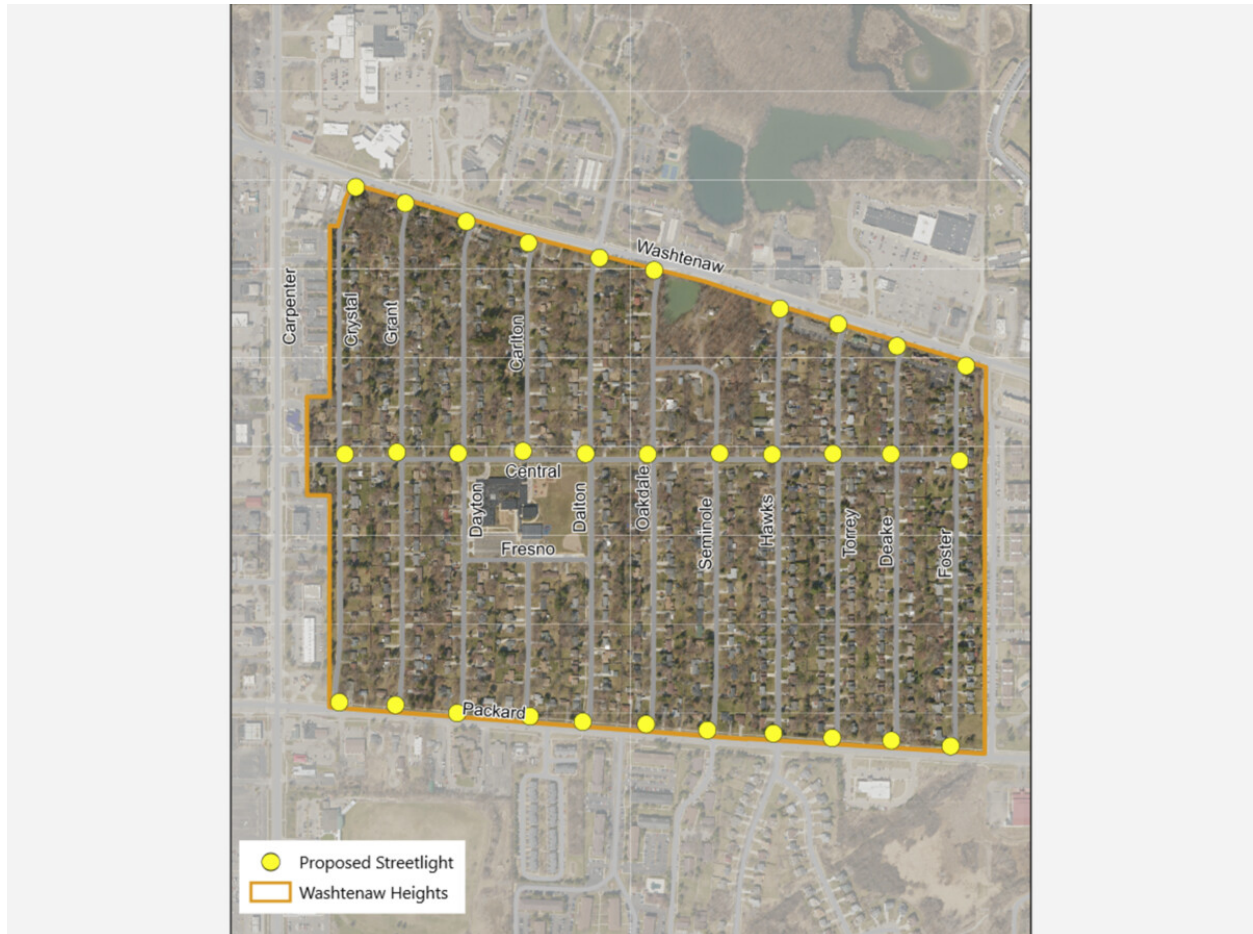 Washtenaw
Carpenter
Crystal
Grant
Carlton
Central
Dayton
Dalton
Oakdale
Seminole
Hawks
Torrey
Deake
Foster
Fresno
Packard
Proposed Streetlight
Washtenaw Heights